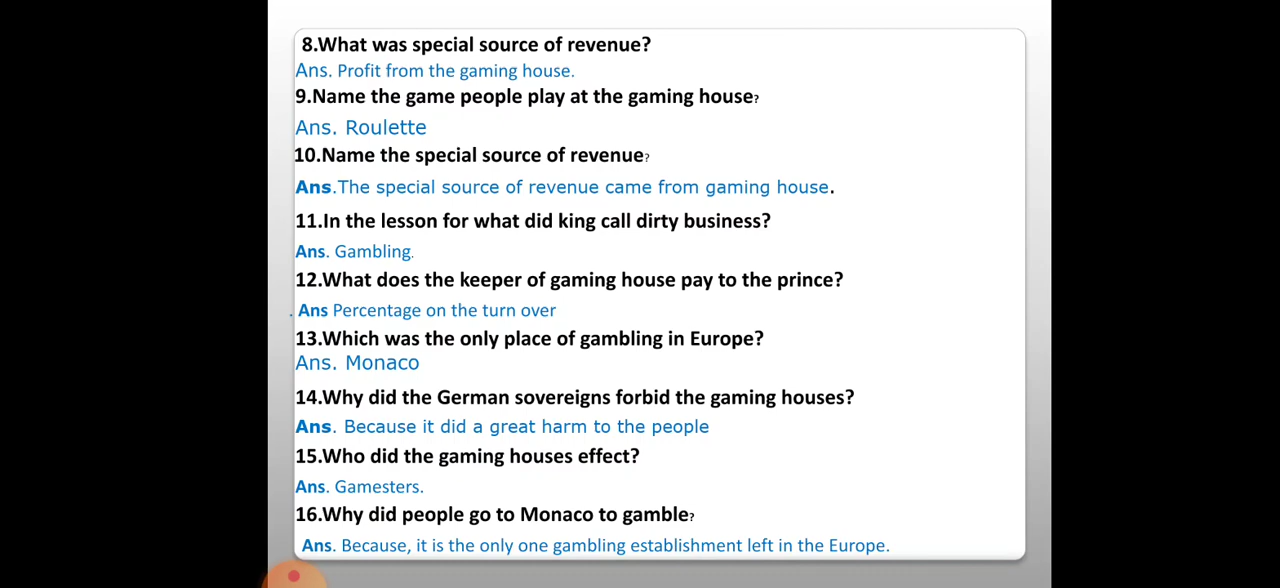 8.What was special source of revenue?
Ans. Profit from the gaming house.
9.Name the game people play at the gaming house?
Ans. Roulette
10.Name the special source of revenue?
Ans.The special source of revenue came from gaming house.
11.In the lesson for what did king call dirty business?
Ans. Gambling.
12.What does the keeper of gaming house pay to the prince?
. Ans Percentage on the turn over
13.Which was the only place of gambling in Europe?
Ans. Monaco
14.Why did the German sovereigns forbid the gaming houses?
Ans. Because it did a great harm to the people
15.Who did the gaming houses effect?
Ans. Gamesters.
16.Why did people go to Monaco to gamble?
Ans. Because, it is the only one gambling establishment left in the Europe.